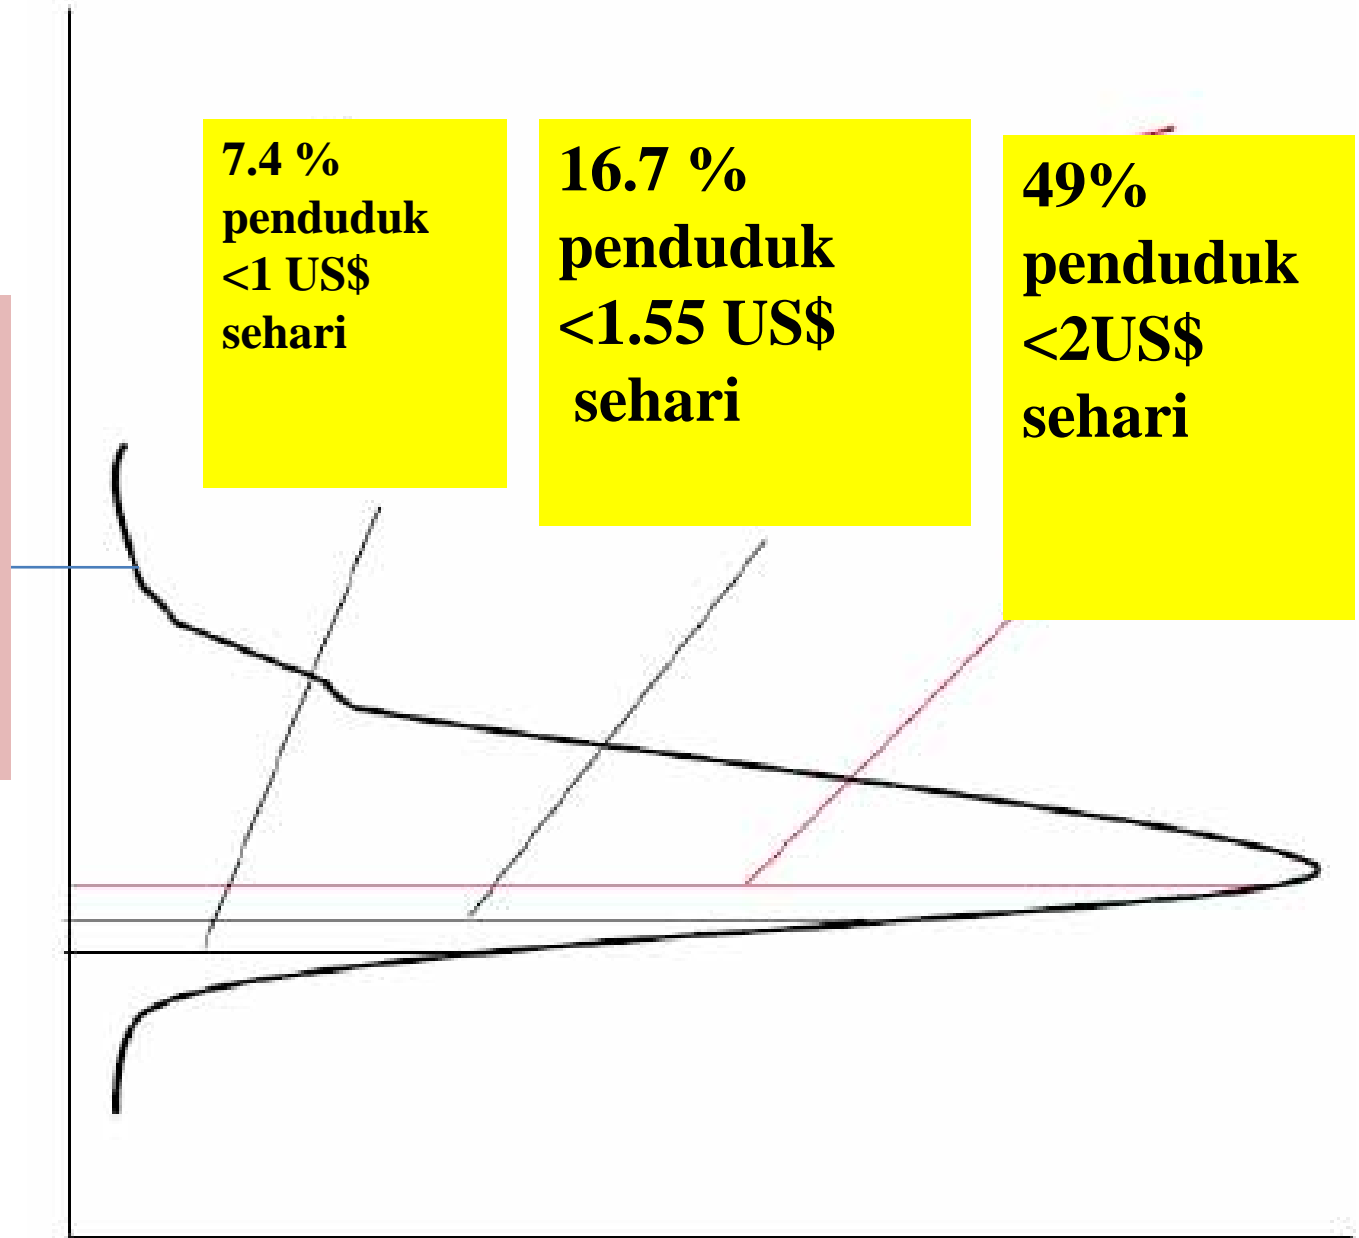 7.4 %
penduduk
<1 US$
sehari
16.7 %
penduduk
<1.55 US$
sehari
49%
penduduk
<2US$
sehari